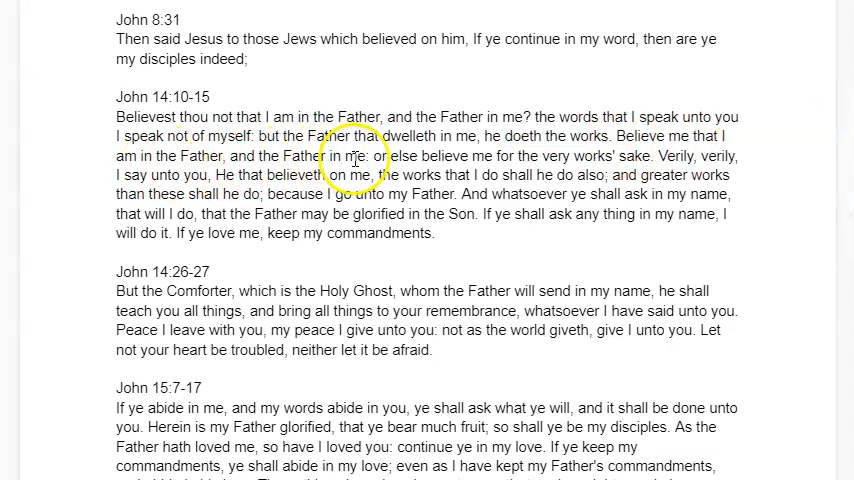 John 8:31
Then said Jesus to those Jews which believed on him, If ye continue in my word, then are ye
my disciples indeed;
John 14:10-15
Believest thou not that I am in the Father, and the Father in me? the words that I speak unto you
I speak not of myself: but the Father that dwelleth in me, he doeth the works. Believe me that I
am in the Father, and the Father in me: or else believe me for the very works' sake. Verily, verily,
I say unto you, He that believeth on me, the works that I do shall he do also; and greater works
than these shall he do; because I go unto my Father. And whatsoever ye shall ask in my name,
that will I do, that the Father may be glorified in the Son. If ye shall ask any thing in my name, I
will do it. If ye love me, keep my commandments.
John 14:26-27
But the Comforter, which is the Holy Ghost, whom the Father will send in my name, he shall
teach you all things, and bring all things to your remembrance, whatsoever I have said unto you.
Peace I leave with you, my peace I give unto you: not as the world giveth, give I unto you. Let
not your heart be troubled, neither let it be afraid.
John 15:7-17
If ye abide in me, and my words abide in you, ye shall ask what ye will, and it shall be done unto
you. Herein is my Father glorified, that ye bear much fruit; so shall ye be my disciples. As the
Father hath loved me, so have I loved you: continue ye in my love. If ye keep my
commandments, ye shall abide in my love; even as I have kept my Father's commandments,